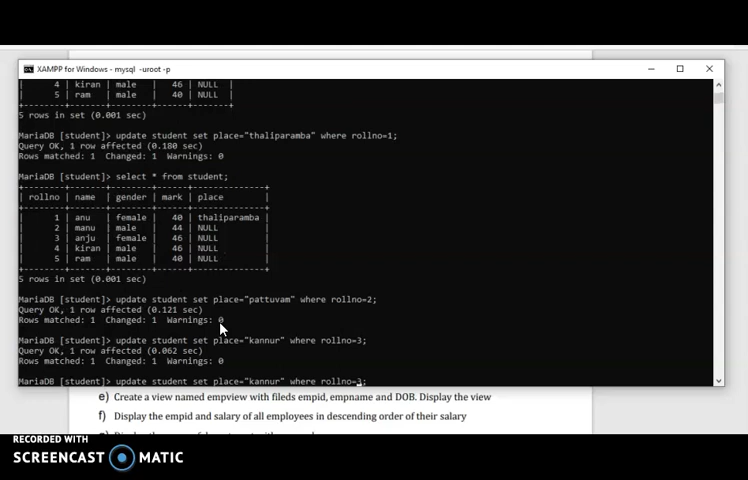 XAMPP for Windows - mysql -uroot -p
| 4 | kiran | male | 46 | NULL |
| 5 | ram | male | 40 | NULL |
+--------+-------+--------+------+-------+
5 rows in set (0.001 sec)
MariaDB [student]> update student set place="thaliparamba" where rollno=1;
Query OK, 1 row affected (0.180 sec)
Rows matched: 1 Changed: 1 Warnings: 0
MariaDB [student]> select * from student;
+--------+-------+--------+------+--------------+
| rollno | name | gender | mark | place |
+--------+-------+--------+------+--------------+
| 1 | anu | female | 40 | thaliparamba |
| 2 | manu | male | 44 | NULL |
| 3 | anju | female | 46 | NULL |
| 4 | kiran | male | 46 | NULL |
| 5 | ram | male | 40 | NULL |
+--------+-------+--------+------+--------------+
5 rows in set (0.001 sec)
MariaDB [student]> update student set place="pattuvam" where rollno=2;
Query OK, 1 row affected (0.121 sec)
Rows matched: 1 Changed: 1 Warnings: 0
MariaDB [student]> update student set place="kannur" where rollno=3;
Query OK, 1 row affected (0.062 sec)
Rows matched: 1 Changed: 1 Warnings: 0
MariaDB [student]> update student set place="kannur" where rollno=3;
e) Create a view named empview with fileds empid, empname and DOB. Display the view
f) Display the empid and salary of all employees in descending order of their salary
RECORDED WITH
SCREENCAST MATIC